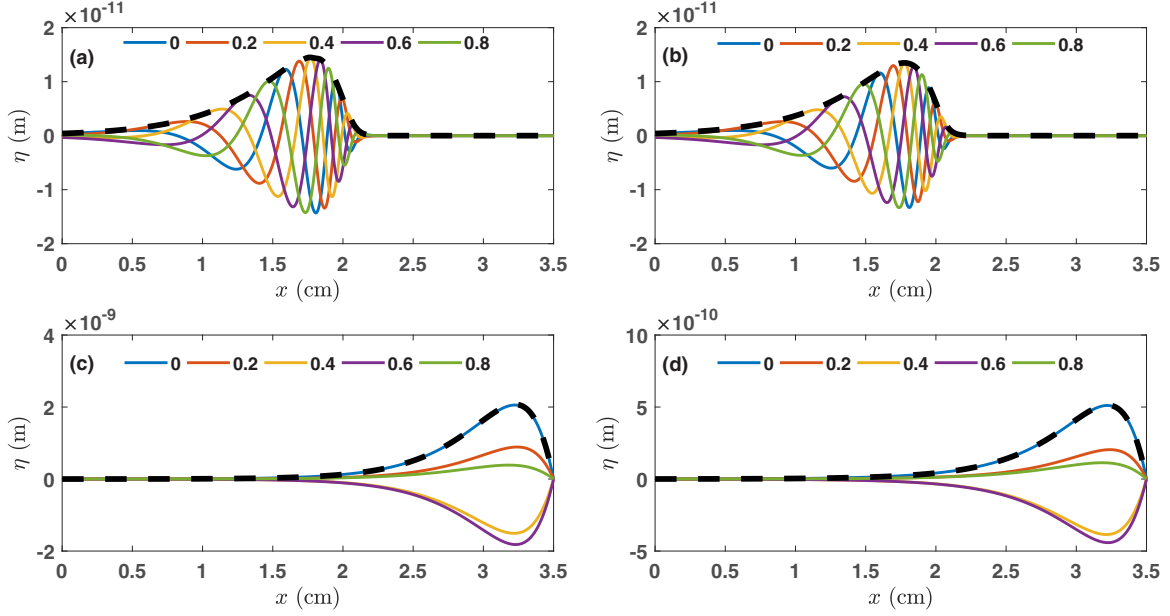 ×10⁻¹¹
(a) 0 0.2 0.4 0.6 0.8
2
1
0
-1
-2
η (m)
0 0.5 1 1.5 2 2.5 3 3.5
x (cm)
×10⁻¹¹
(b) 0 0.2 0.4 0.6 0.8
2
1
0
-1
-2
η (m)
0 0.5 1 1.5 2 2.5 3 3.5
x (cm)
×10⁻⁹
(c) 0 0.2 0.4 0.6 0.8
4
2
0
-2
η (m)
0 0.5 1 1.5 2 2.5 3 3.5
x (cm)
×10⁻¹⁰
(d) 0 0.2 0.4 0.6 0.8
10
5
0
-5
η (m)
0 0.5 1 1.5 2 2.5 3 3.5
x (cm)